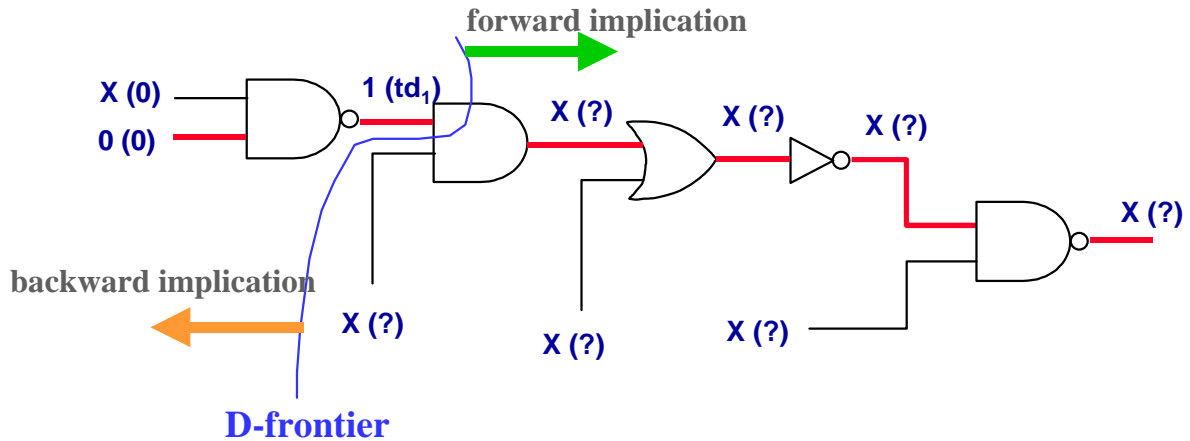 forward implication
X (0)
1 (td₁)
X (?)
X (?)
X (?)
0 (0)
X (?)
backward implication
X (?)
X (?)
X (?)
D-frontier